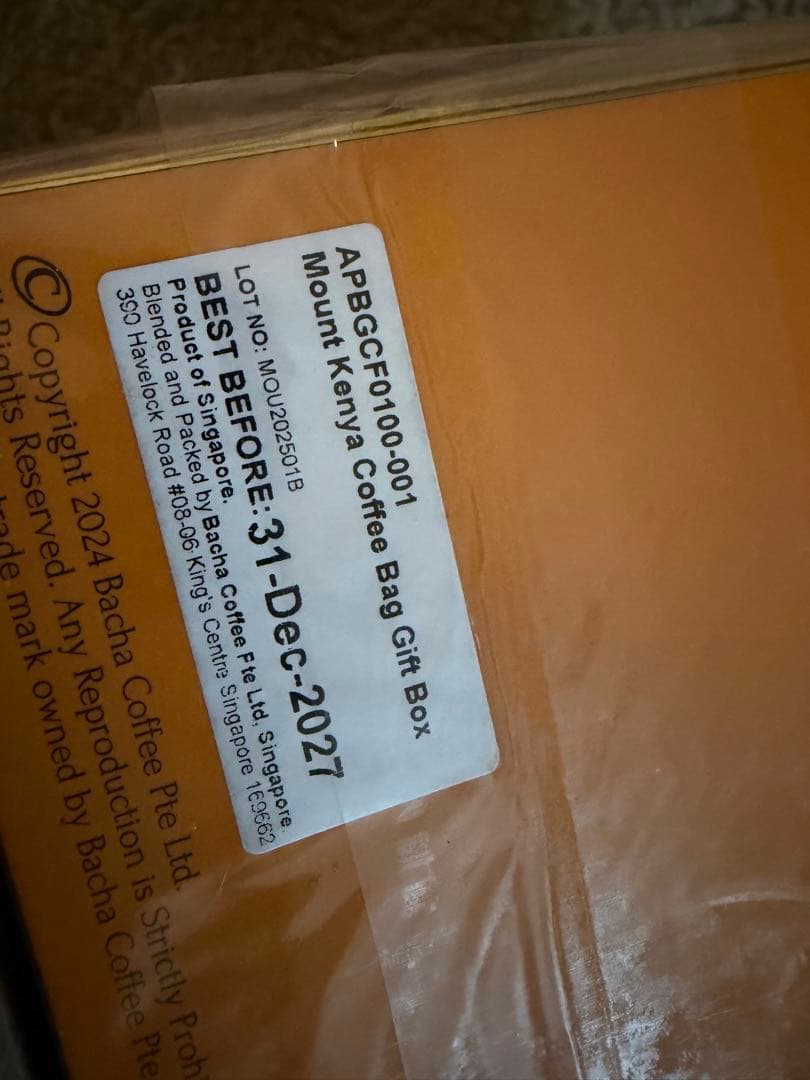 APBGCF0100-001
Mount Kenya Coffee Bag Gift Box
LOT NO: MOU202501B
BEST BEFORE: 31-Dec-2027
Product of Singapore.
Blended and Packed by Bacha Coffee Pte Ltd, Singapore.
390 Havelock Road #08-06 King's Centre Singapore 169662
© Copyright 2024 Bacha Coffee Pte Ltd.
Rights Reserved. Any Reproduction is Strictly Proh
trade mark owned by Bacha Coffee Pte